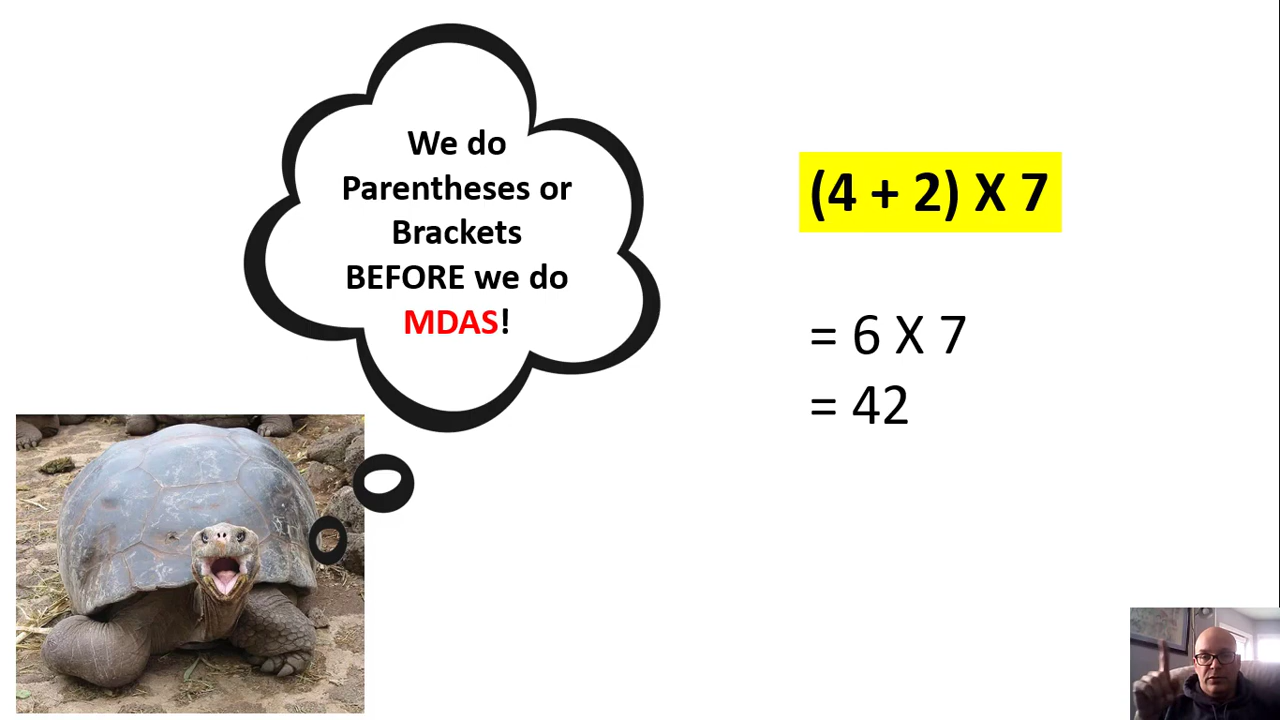 We do
Parentheses or
Brackets
BEFORE we do
MDAS!
(4 + 2) X 7
= 6 X 7
= 42